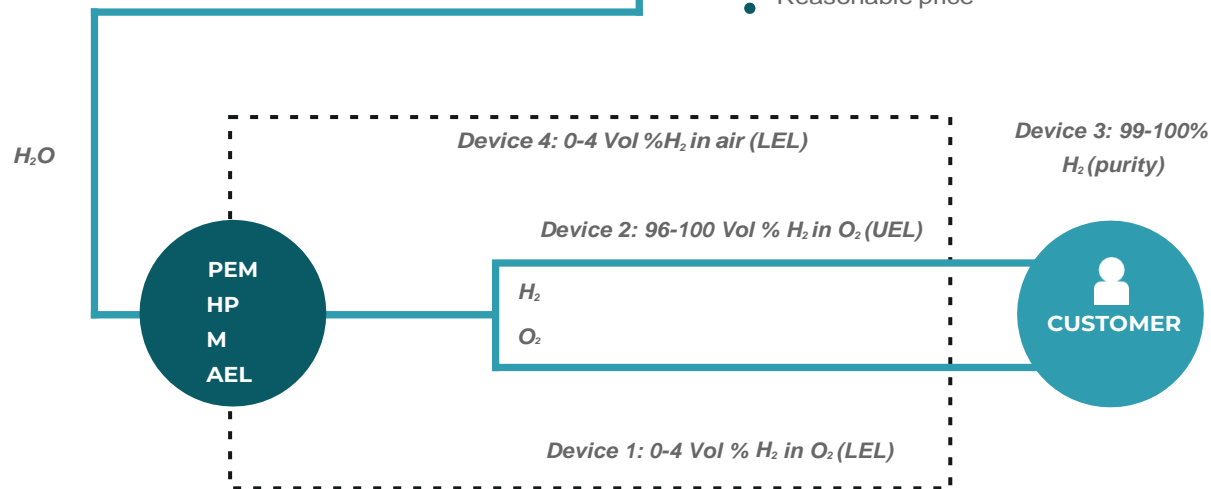 Reasonable price
Device 4: 0-4 Vol %H₂ in air (LEL)
Device 3: 99-100%
H₂ (purity)
H₂O
Device 2: 96-100 Vol % H₂ in O₂ (UEL)
PEM
HP
M
AEL
H₂
O₂
CUSTOMER
Device 1: 0-4 Vol % H₂ in O₂ (LEL)